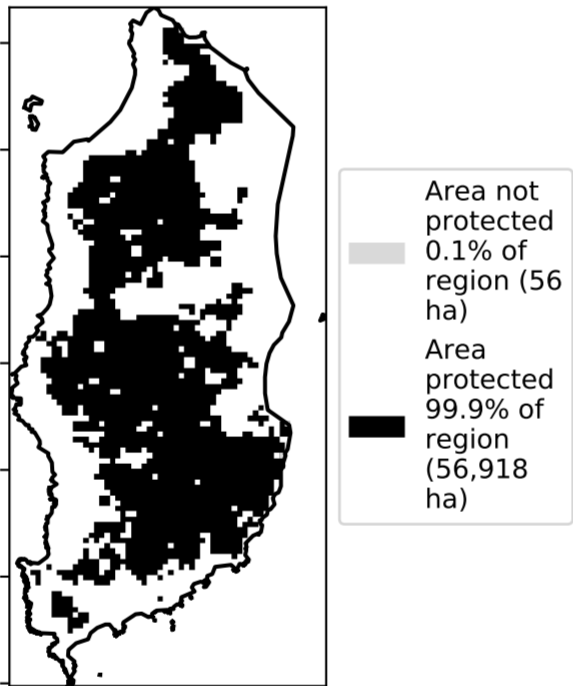 Area not
protected
0.1% of
region (56
ha)
Area
protected
99.9% of
region
(56,918
ha)